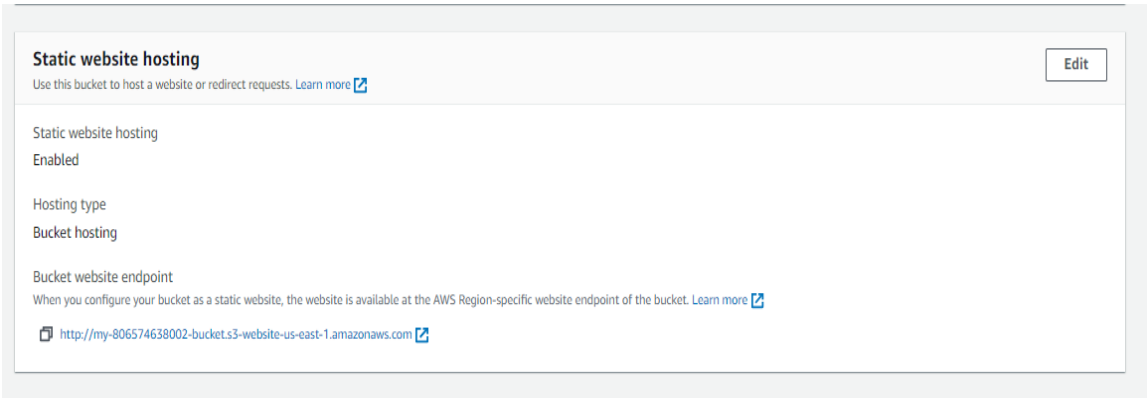 Static website hosting
Edit
Use this bucket to host a website or redirect requests. Learn more
Static website hosting
Enabled
Hosting type
Bucket hosting
Bucket website endpoint
When you configure your bucket as a static website, the website is available at the AWS Region-specific website endpoint of the bucket. Learn more
http://my-806574638002-bucket.s3-website-us-east-1.amazonaws.com